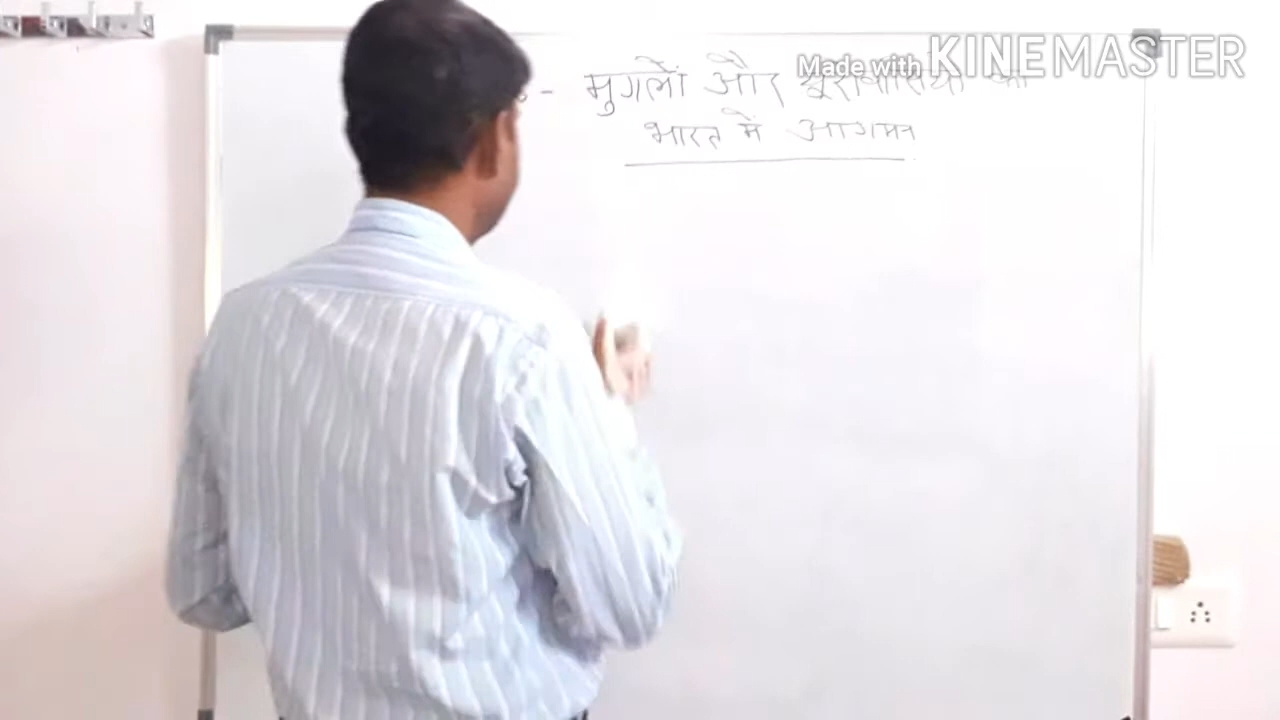 Made with KINEMASTER
- मुगलों और यूरोपासियो का
भारत में आगमन